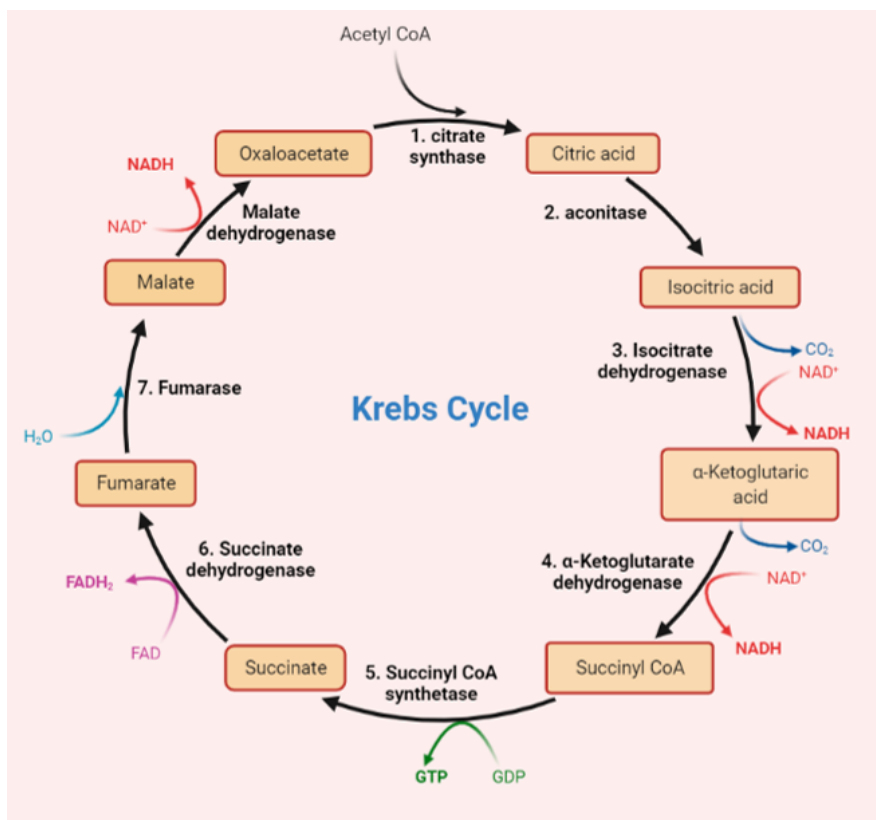 Acetyl CoA
1. citrate
synthase
Oxaloacetate
Citric acid
NADH
NAD⁺
Malate
dehydrogenase
2. aconitase
Malate
Isocitric acid
3. Isocitrate
dehydrogenase
CO₂
NAD⁺
NADH
7. Fumarase
Krebs Cycle
H₂O
Fumarate
α-Ketoglutaric
acid
6. Succinate
dehydrogenase
FADH₂
FAD
4. α-Ketoglutarate
dehydrogenase
CO₂
NAD⁺
NADH
Succinate
5. Succinyl CoA
synthetase
Succinyl CoA
GTP
GDP